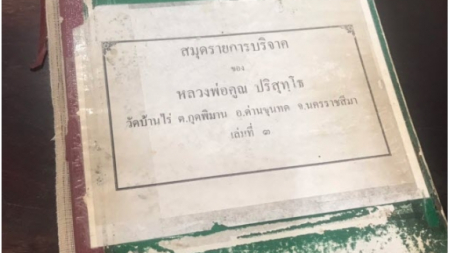 สมุดรายการบริจาค
ของ
หลวงพ่อคูณ ปริสุทฺโธ
วัดบ้านไร่ ต.กุดพิมาน อ.ด่านขุนทด จ.นครราชสีมา
เล่มที่ ๓